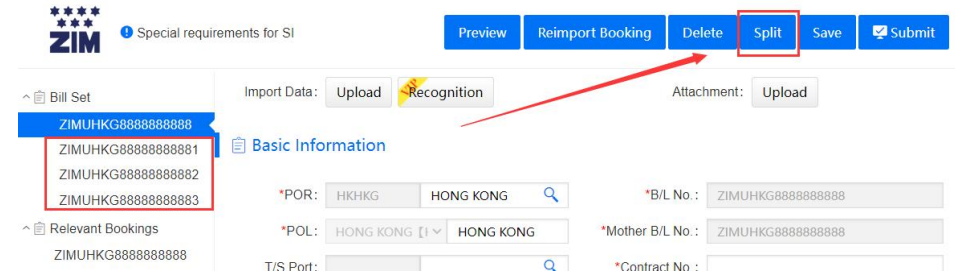 ZIM
Special requirements for SI
Preview
Reimport Booking
Delete
Split
Save
Submit
Bill Set
ZIMUHKG8888888888
ZIMUHKG88888888881
ZIMUHKG88888888882
ZIMUHKG88888888883
Relevant Bookings
ZIMUHKG8888888888
Import Data:
Upload
VIP
Recognition
Attachment:
Upload
Basic Information
*POR:
HKHKG
HONG KONG
*B/L No.:
ZIMUHKG8888888888
*POL:
HONG KONG
HONG KONG
*Mother B/L No.:
ZIMUHKG8888888888
T/S Port:
*Contract No.: